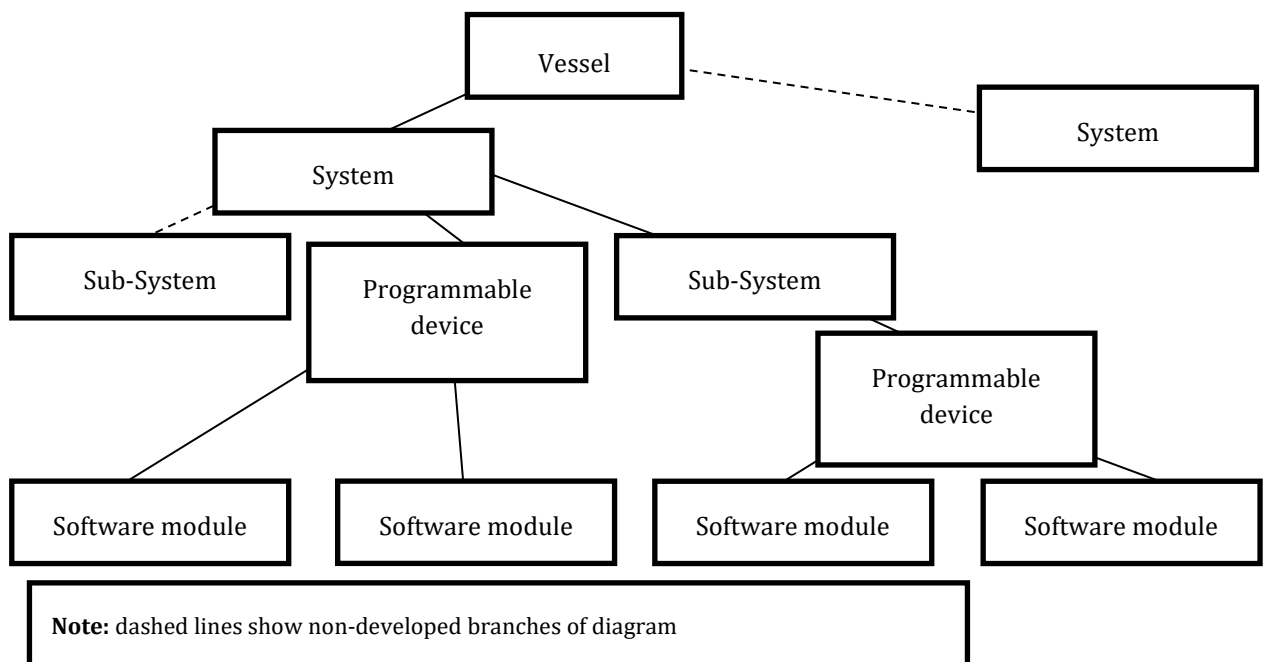 Vessel
System
System
Sub-System
Programmable
device
Sub-System
Programmable
device
Software module
Software module
Software module
Software module
Note: dashed lines show non-developed branches of diagram